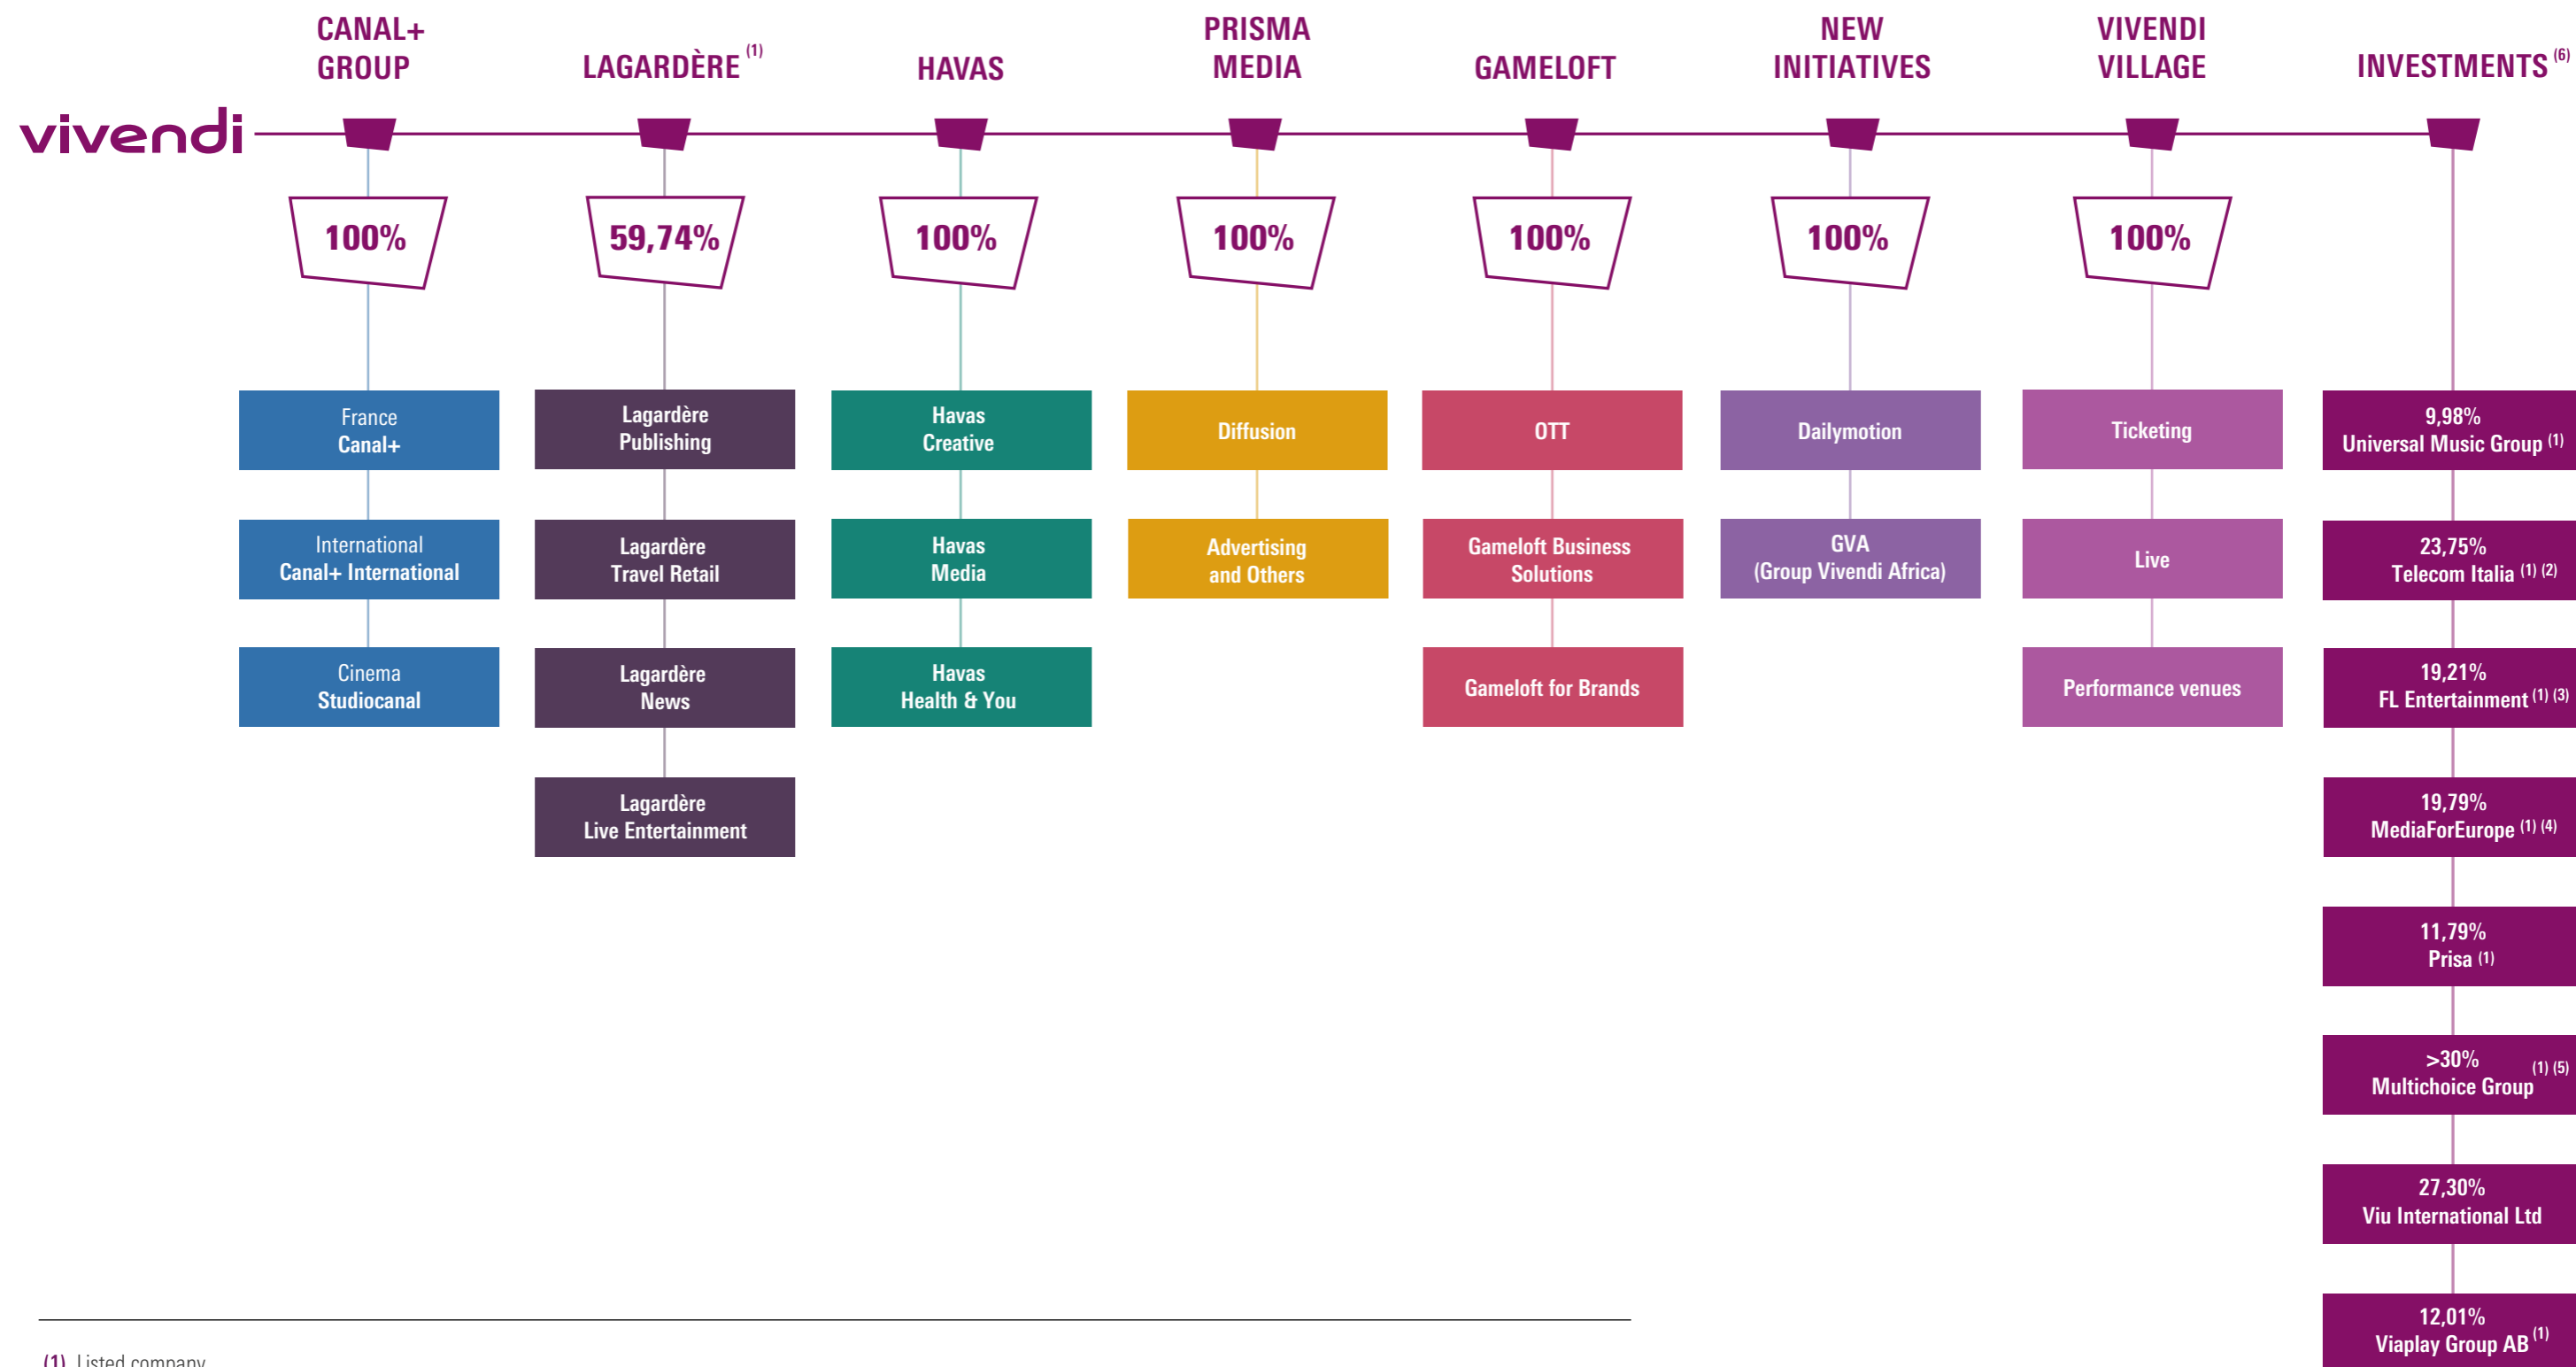 CANAL+
GROUP
LAGARDÈRE (1)
HAVAS
PRISMA
MEDIA
GAMELOFT
NEW
INITIATIVES
VIVENDI
VILLAGE
INVESTMENTS (6)
vivendi
100%
59,74%
100%
100%
100%
100%
100%
France
Canal+
International
Canal+ International
Cinema
Studiocanal
Lagardère
Publishing
Lagardère
Travel Retail
Lagardère
News
Lagardère
Live Entertainment
Havas
Creative
Havas
Media
Havas
Health & You
Diffusion
Advertising
and Others
OTT
Gameloft Business
Solutions
Gameloft for Brands
Dailymotion
GVA
(Group Vivendi Africa)
Ticketing
Live
Performance venues
9,98%
Universal Music Group (1)
23,75%
Telecom Italia (1) (2)
19,21%
FL Entertainment (1) (3)
19,79%
MediaForEurope (1) (4)
11,79%
Prisa (1)
>30%
Multichoice Group (1) (5)
27,30%
Viu International Ltd
12,01%
Viaplay Group AB (1)
(1) Listed company